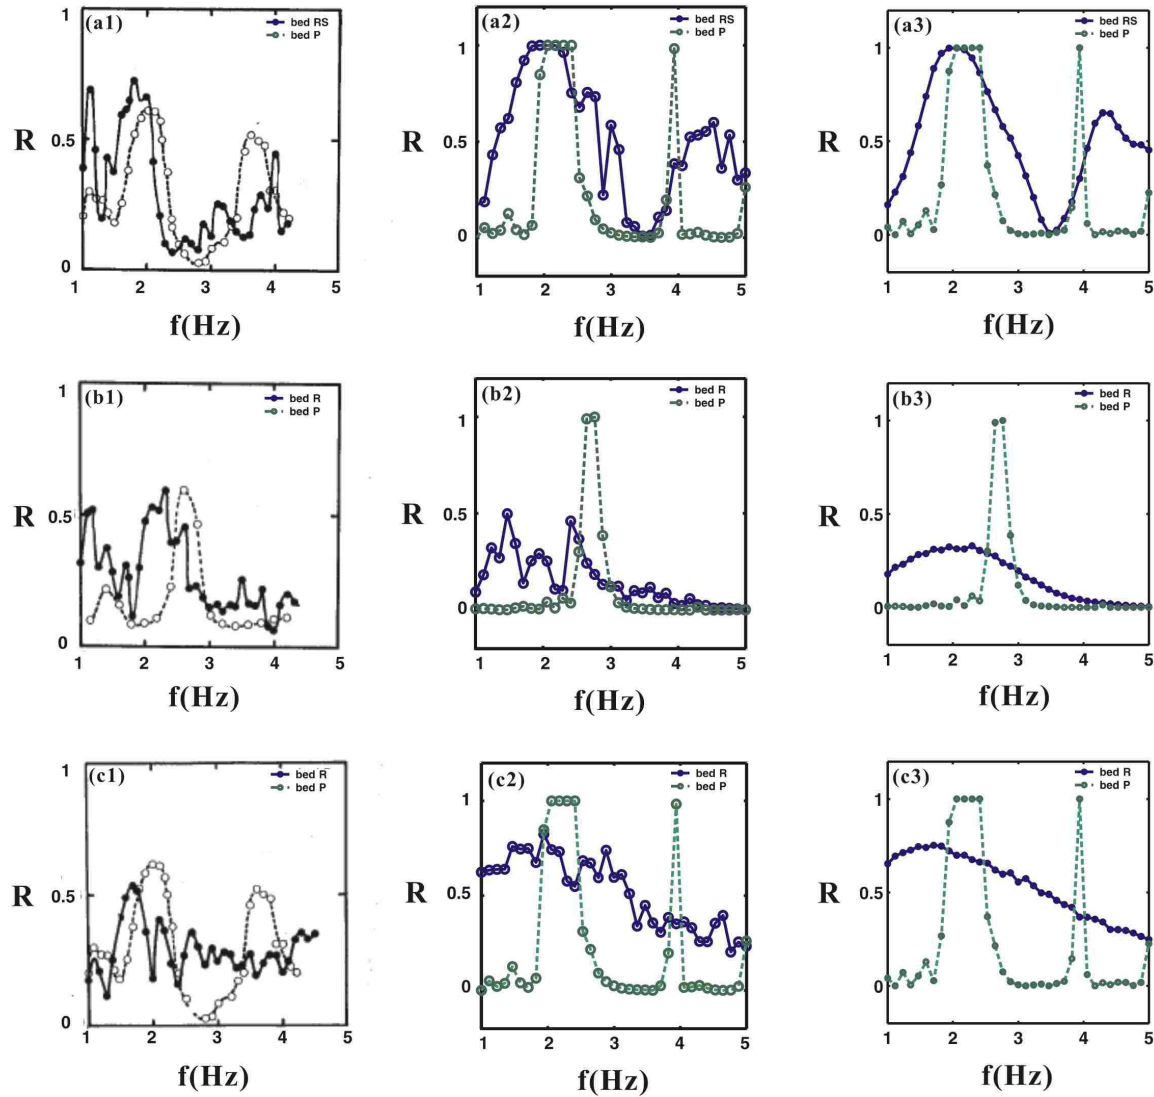 (a1)
bed RS
bed P
1
0.5
0
R
1 2 3 4 5
f(Hz)
(a2)
bed RS
bed P
1
0.5
0
R
1 2 3 4 5
f(Hz)
(a3)
bed RS
bed P
1
0.5
0
R
1 2 3 4 5
f(Hz)
(b1)
bed R
bed P
1
0.5
0
R
1 2 3 4 5
f(Hz)
(b2)
bed R
bed P
1
0.5
0
R
1 2 3 4 5
f(Hz)
(b3)
bed R
bed P
1
0.5
0
R
1 2 3 4 5
f(Hz)
(c1)
bed R
bed P
1
0.5
0
R
1 2 3 4 5
f(Hz)
(c2)
bed R
bed P
1
0.5
0
R
1 2 3 4 5
f(Hz)
(c3)
bed R
bed P
1
0.5
0
R
1 2 3 4 5
f(Hz)